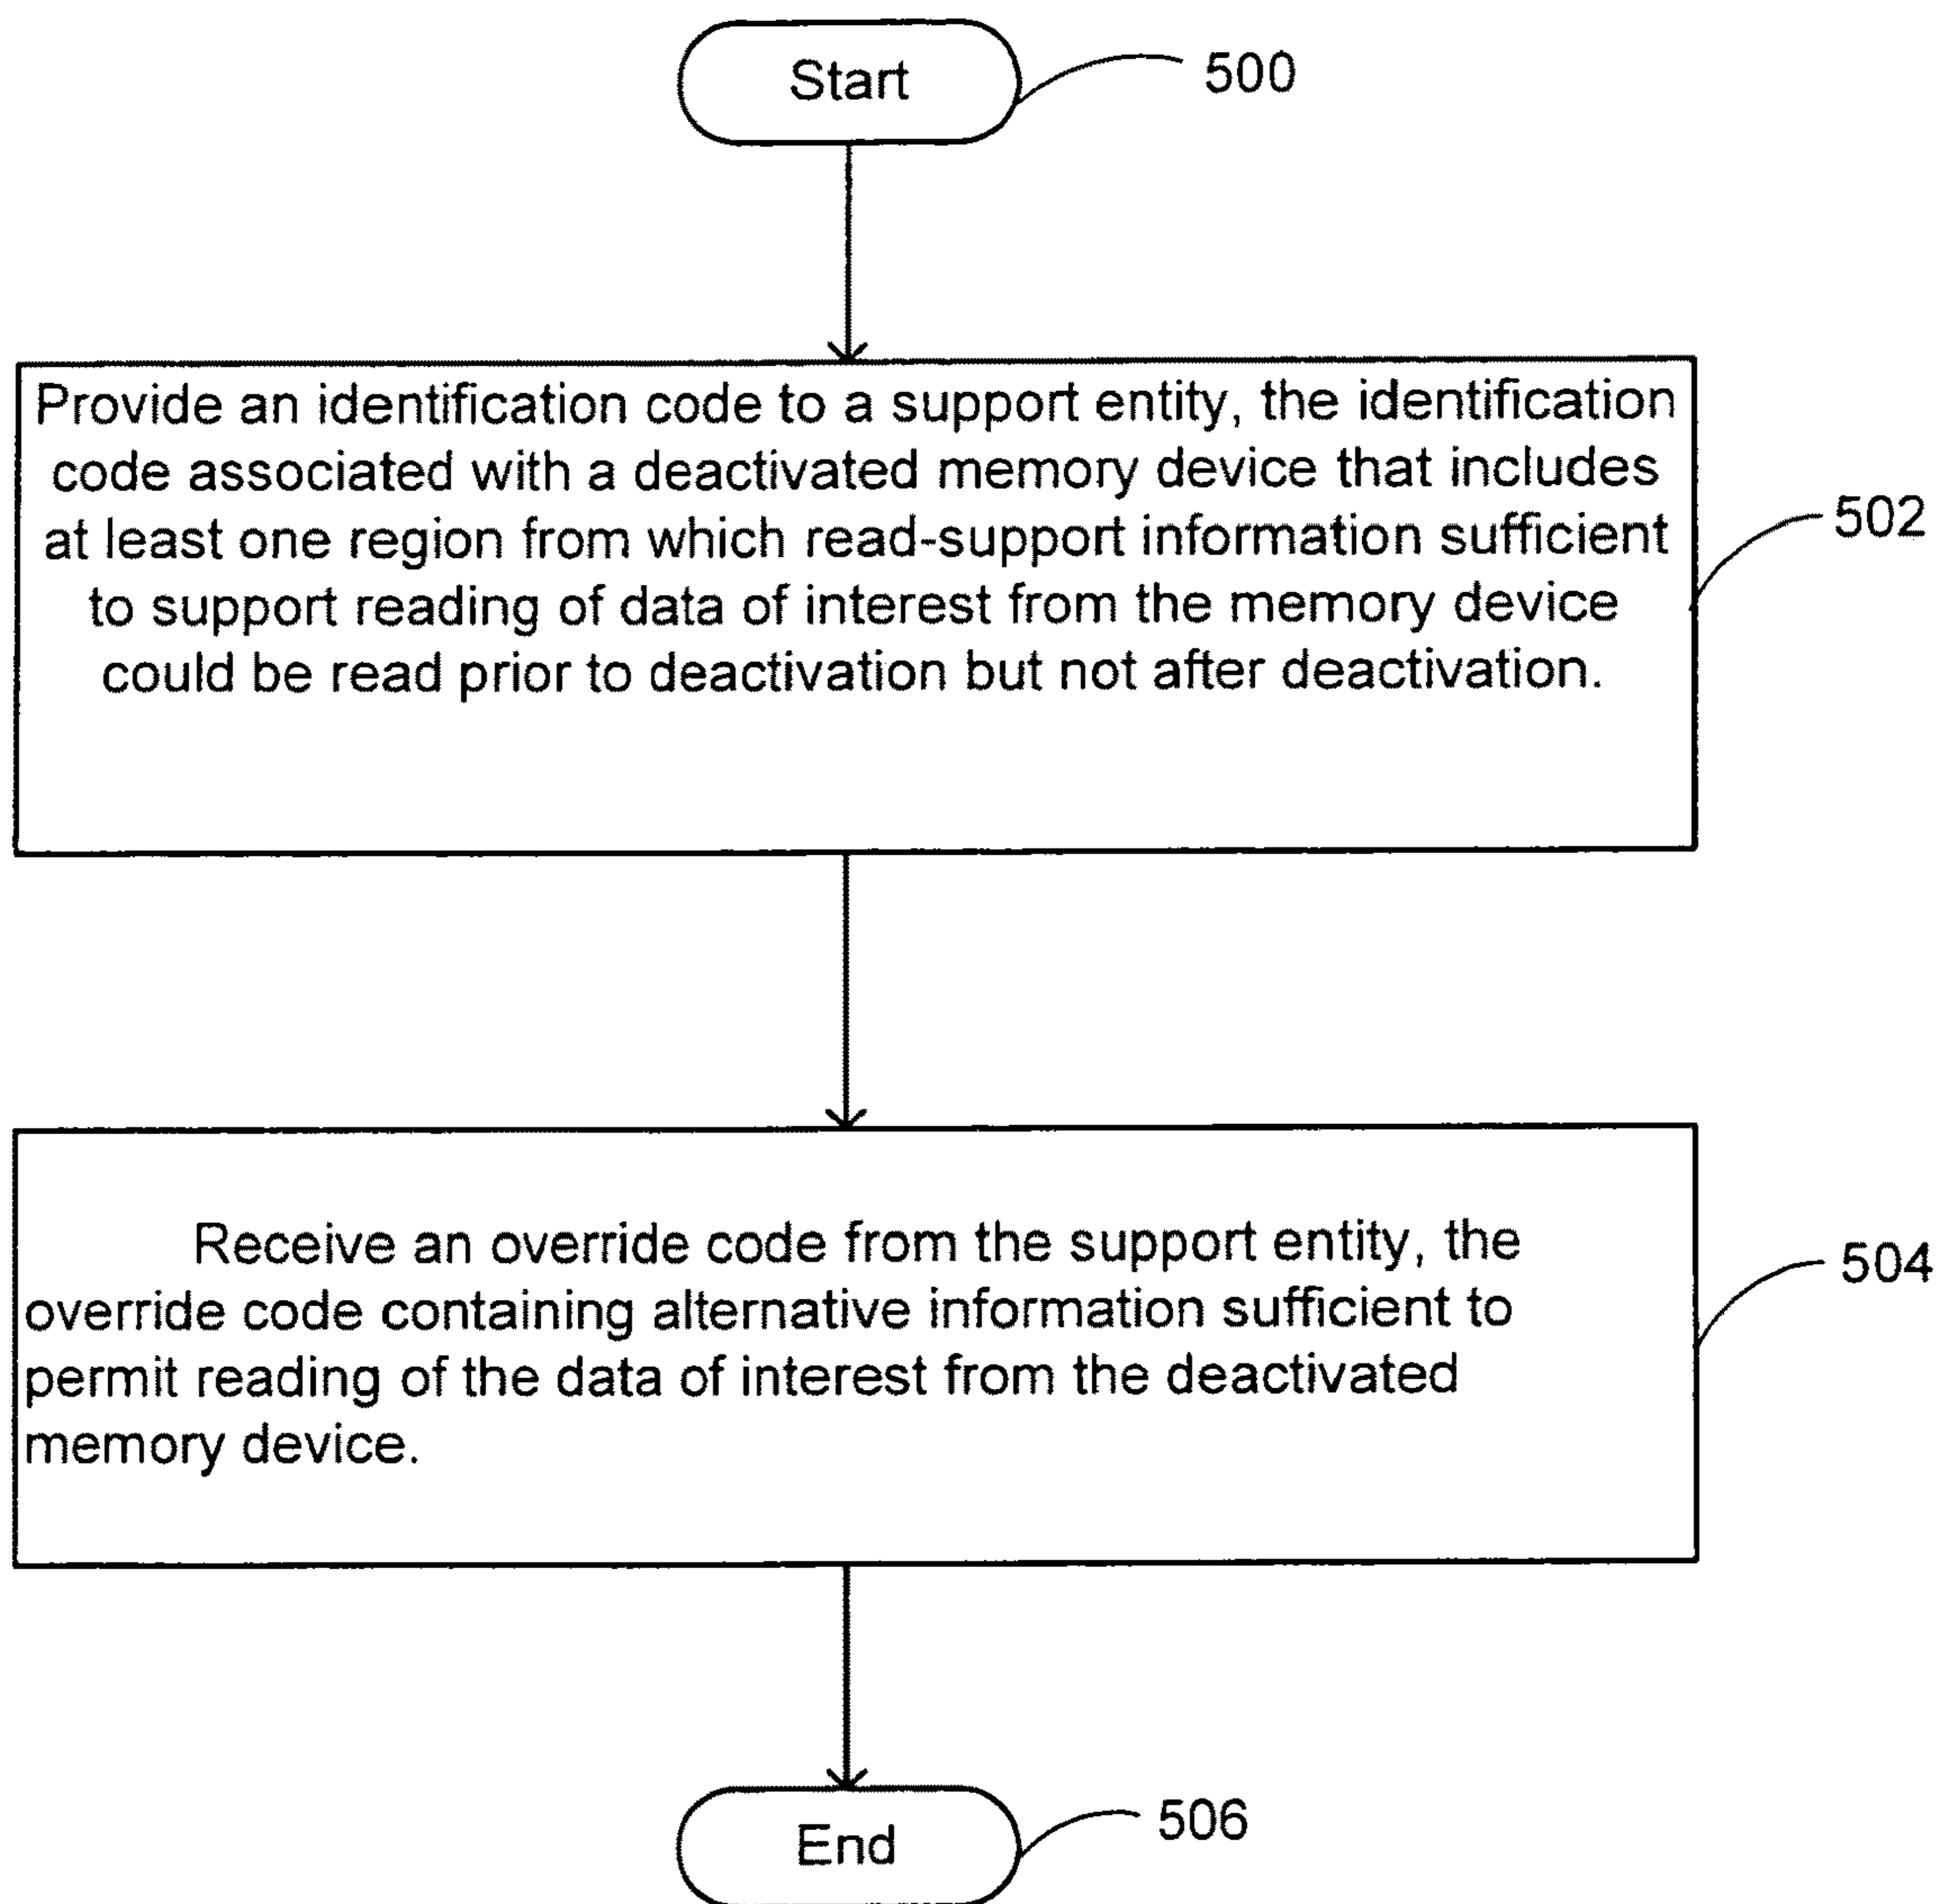 Start
500
Provide an identification code to a support entity, the identification
code associated with a deactivated memory device that includes
at least one region from which read-support information sufficient
to support reading of data of interest from the memory device
could be read prior to deactivation but not after deactivation.
502
Receive an override code from the support entity, the
override code containing alternative information sufficient to
permit reading of the data of interest from the deactivated
memory device.
504
End
506